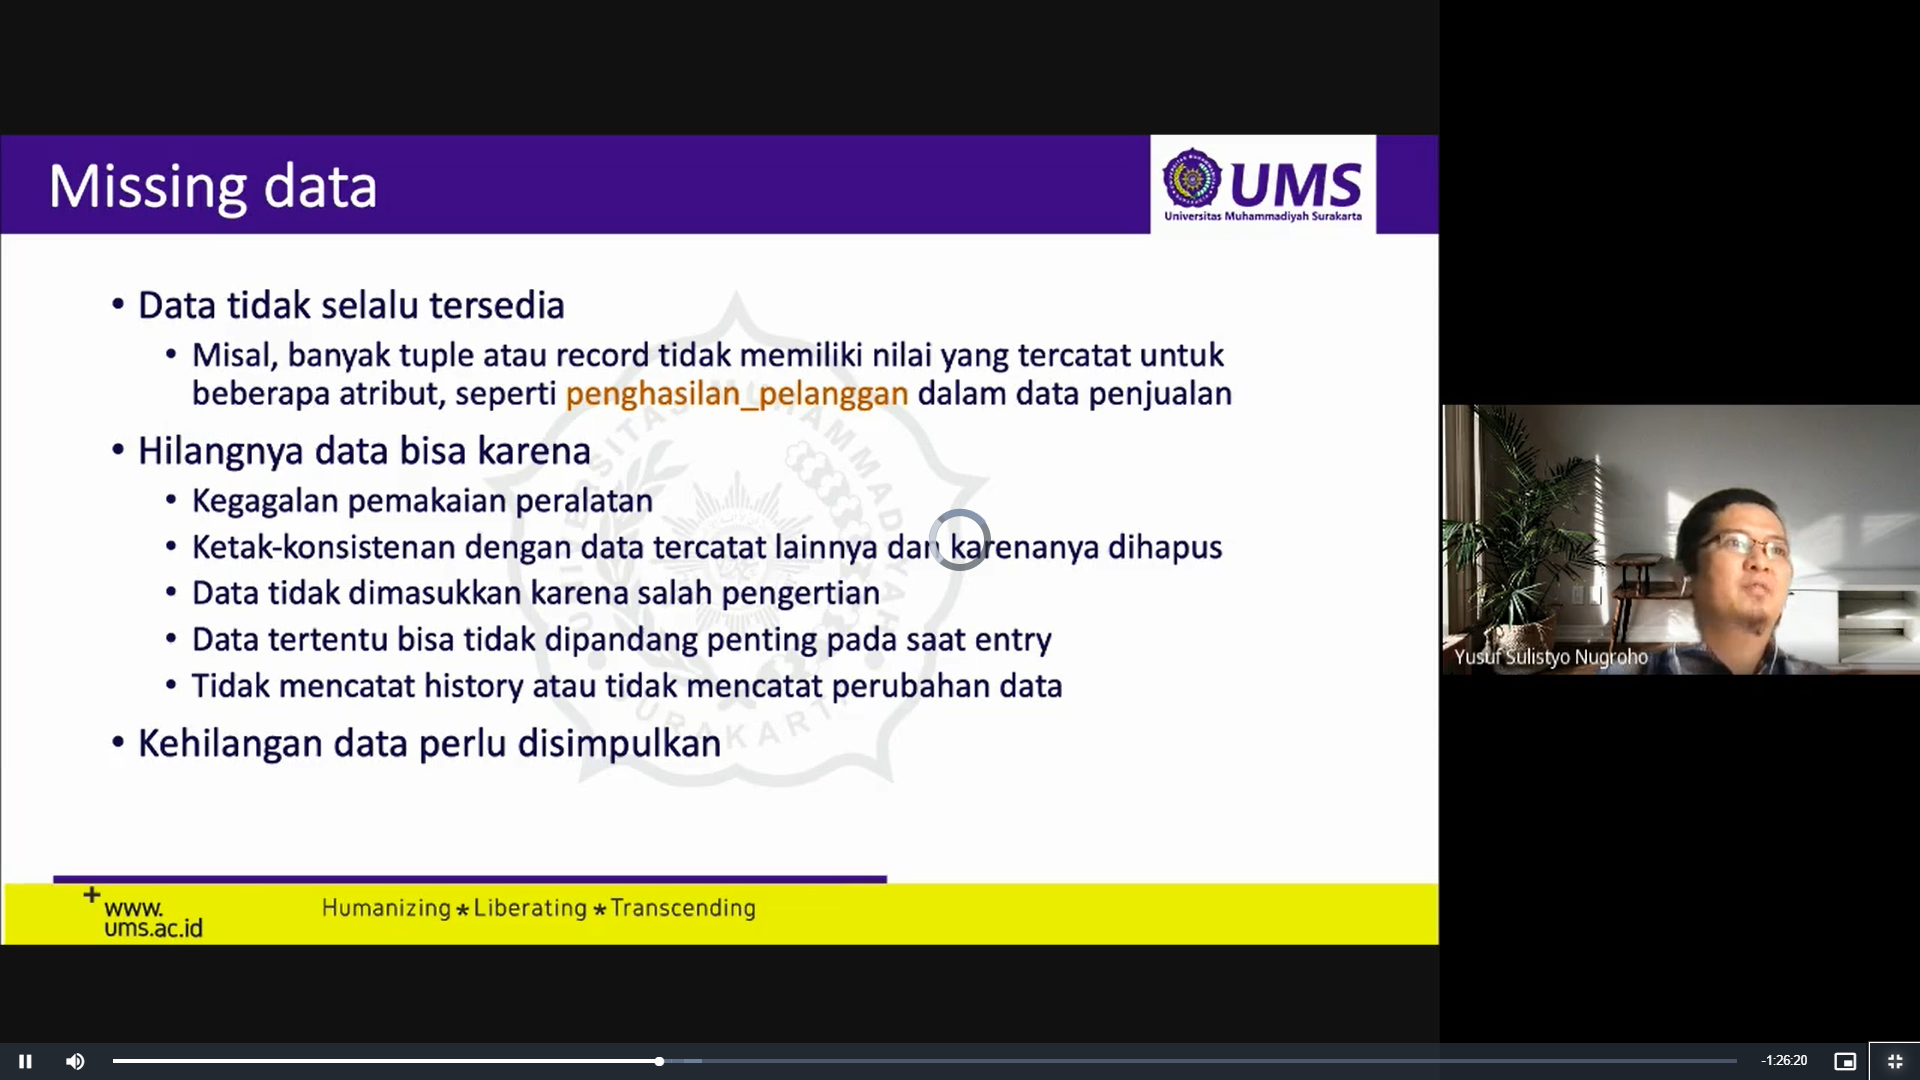 Missing data
UMS
Universitas Muhammadiyah Surakarta
• Data tidak selalu tersedia
• Misal, banyak tuple atau record tidak memiliki nilai yang tercatat untuk
beberapa atribut, seperti penghasilan_pelanggan dalam data penjualan
• Hilangnya data bisa karena
• Kegagalan pemakaian peralatan
• Ketak-konsistenan dengan data tercatat lainnya dan karenanya dihapus
• Data tidak dimasukkan karena salah pengertian
• Data tertentu bisa tidak dipandang penting pada saat entry
• Tidak mencatat history atau tidak mencatat perubahan data
• Kehilangan data perlu disimpulkan
UNIVERSITAS MUHAMMADIYAH
SURAKARTA
+
www.
ums.ac.id
Humanizing ★ Liberating ★ Transcending
Yusuf Sulistyo Nugroho
-1:26:20